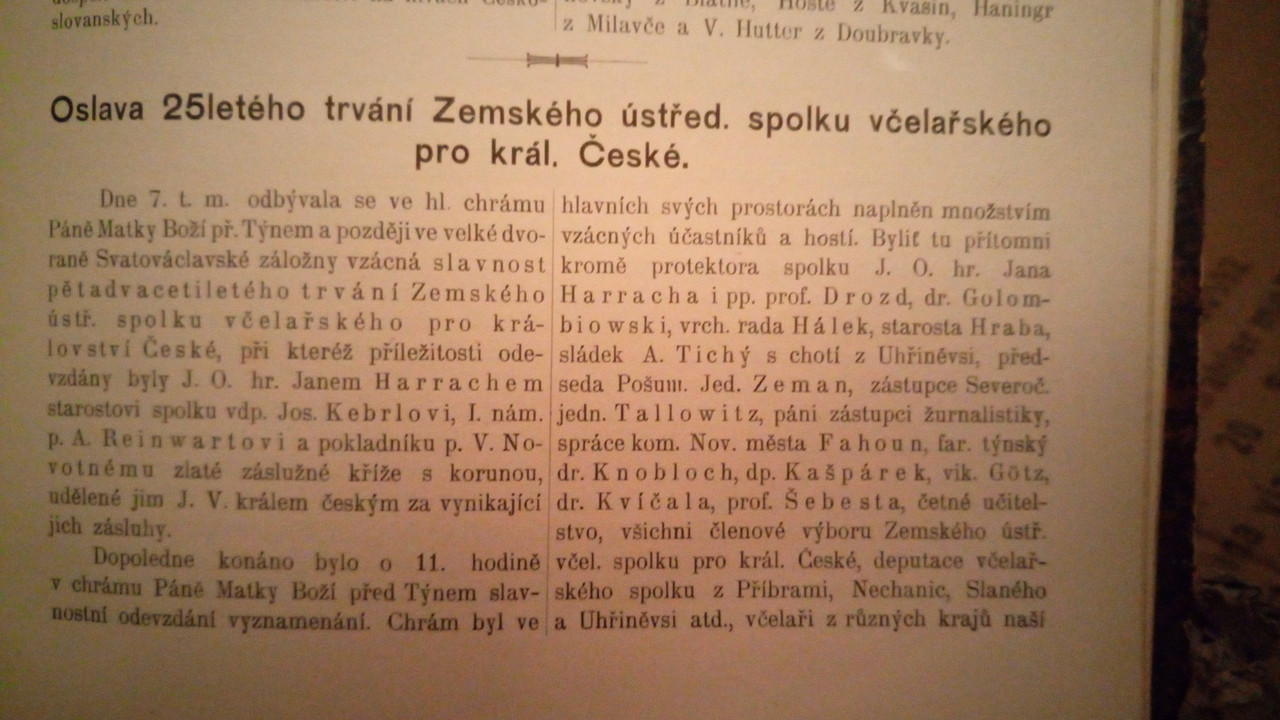 slovanských.
z Blatné, Hoste z Kvasin, Haningr
z Milavče a V. Hutter z Doubravky.
Oslava 25letého trvání Zemského ústřed. spolku včelařského
pro král. České.
Dne 7. t. m. odbývala se ve hl. chrámu
Páně Matky Boží př. Týnem a později ve velké dvo-
raně Svatováclavské záložny vzácná slavnost
pětadvacetiletého trvání Zemského
ústř. spolku včelařského pro krá-
lovství České, při kteréž příležitosti ode-
vzdány byly J. O. hr. Janem Harrachem
starostovi spolku vdp. Jos. Kebrlovi, I. nám.
p. A. Reinwartovi a pokladníku p. V. No-
votnému zlaté záslužné kříže s korunou,
udělené jim J. V. králem českým za vynikající
jich zásluhy.
Dopoledne konáno bylo o 11. hodině
v chrámu Páně Matky Boží před Týnem slav-
nostní odevzdání vyznamenání. Chrám byl ve
hlavních svých prostorách naplněn množstvím
vzácných účastníků a hostí. Byliť tu přítomni
kromě protektora spolku J. O. hr. Jana
Harracha i pp. prof. Drozd, dr. Golom-
biowski, vrch. rada Hálek, starosta Hraba,
sládek A. Tichý s chotí z Uhřiněvsi, před-
seda Pošum. Jed. Zeman, zástupce Severoč.
jedn. Tallowitz, páni zástupci žurnalistiky,
spráce kom. Nov. města Fahoun, far. týnský
dr. Knobloch, dp. Kašpárek, vik. Götz,
dr. Kvíčala, prof. Šebesta, četné učitel-
stvo, všichni členové výboru Zemského ústř.
včel. spolku pro král. České, deputace včelař-
ského spolku z Příbrami, Nechanic, Slaného
a Uhřiněvsi atd., včelaři z různých krajů naší